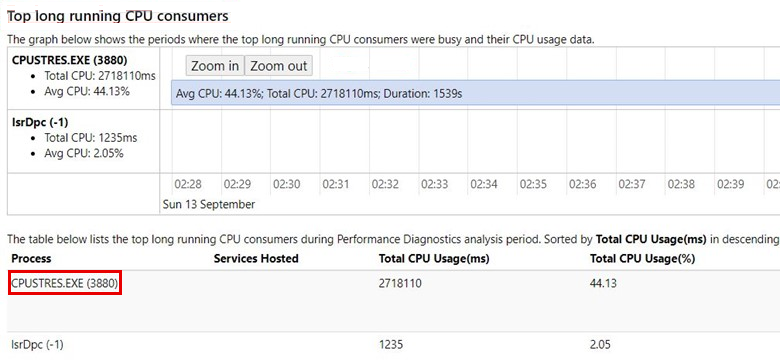 Top long running CPU consumers
The graph below shows the periods where the top long running CPU consumers were busy and their CPU usage data.
CPUSTRES.EXE (3880)
• Total CPU: 2718110ms
• Avg CPU: 44.13%
Zoom in Zoom out
Avg CPU: 44.13%; Total CPU: 2718110ms; Duration: 1539s
IsrDpc (-1)
• Total CPU: 1235ms
• Avg CPU: 2.05%
02:28 02:29 02:30 02:31 02:32 02:33 02:34 02:35 02:36 02:37 02:38 02:39 02:
Sun 13 September
The table below lists the top long running CPU consumers during Performance Diagnostics analysis period. Sorted by Total CPU Usage(ms) in descending
Process Services Hosted Total CPU Usage(ms) Total CPU Usage(%)
CPUSTRES.EXE (3880) 2718110 44.13
IsrDpc (-1) 1235 2.05